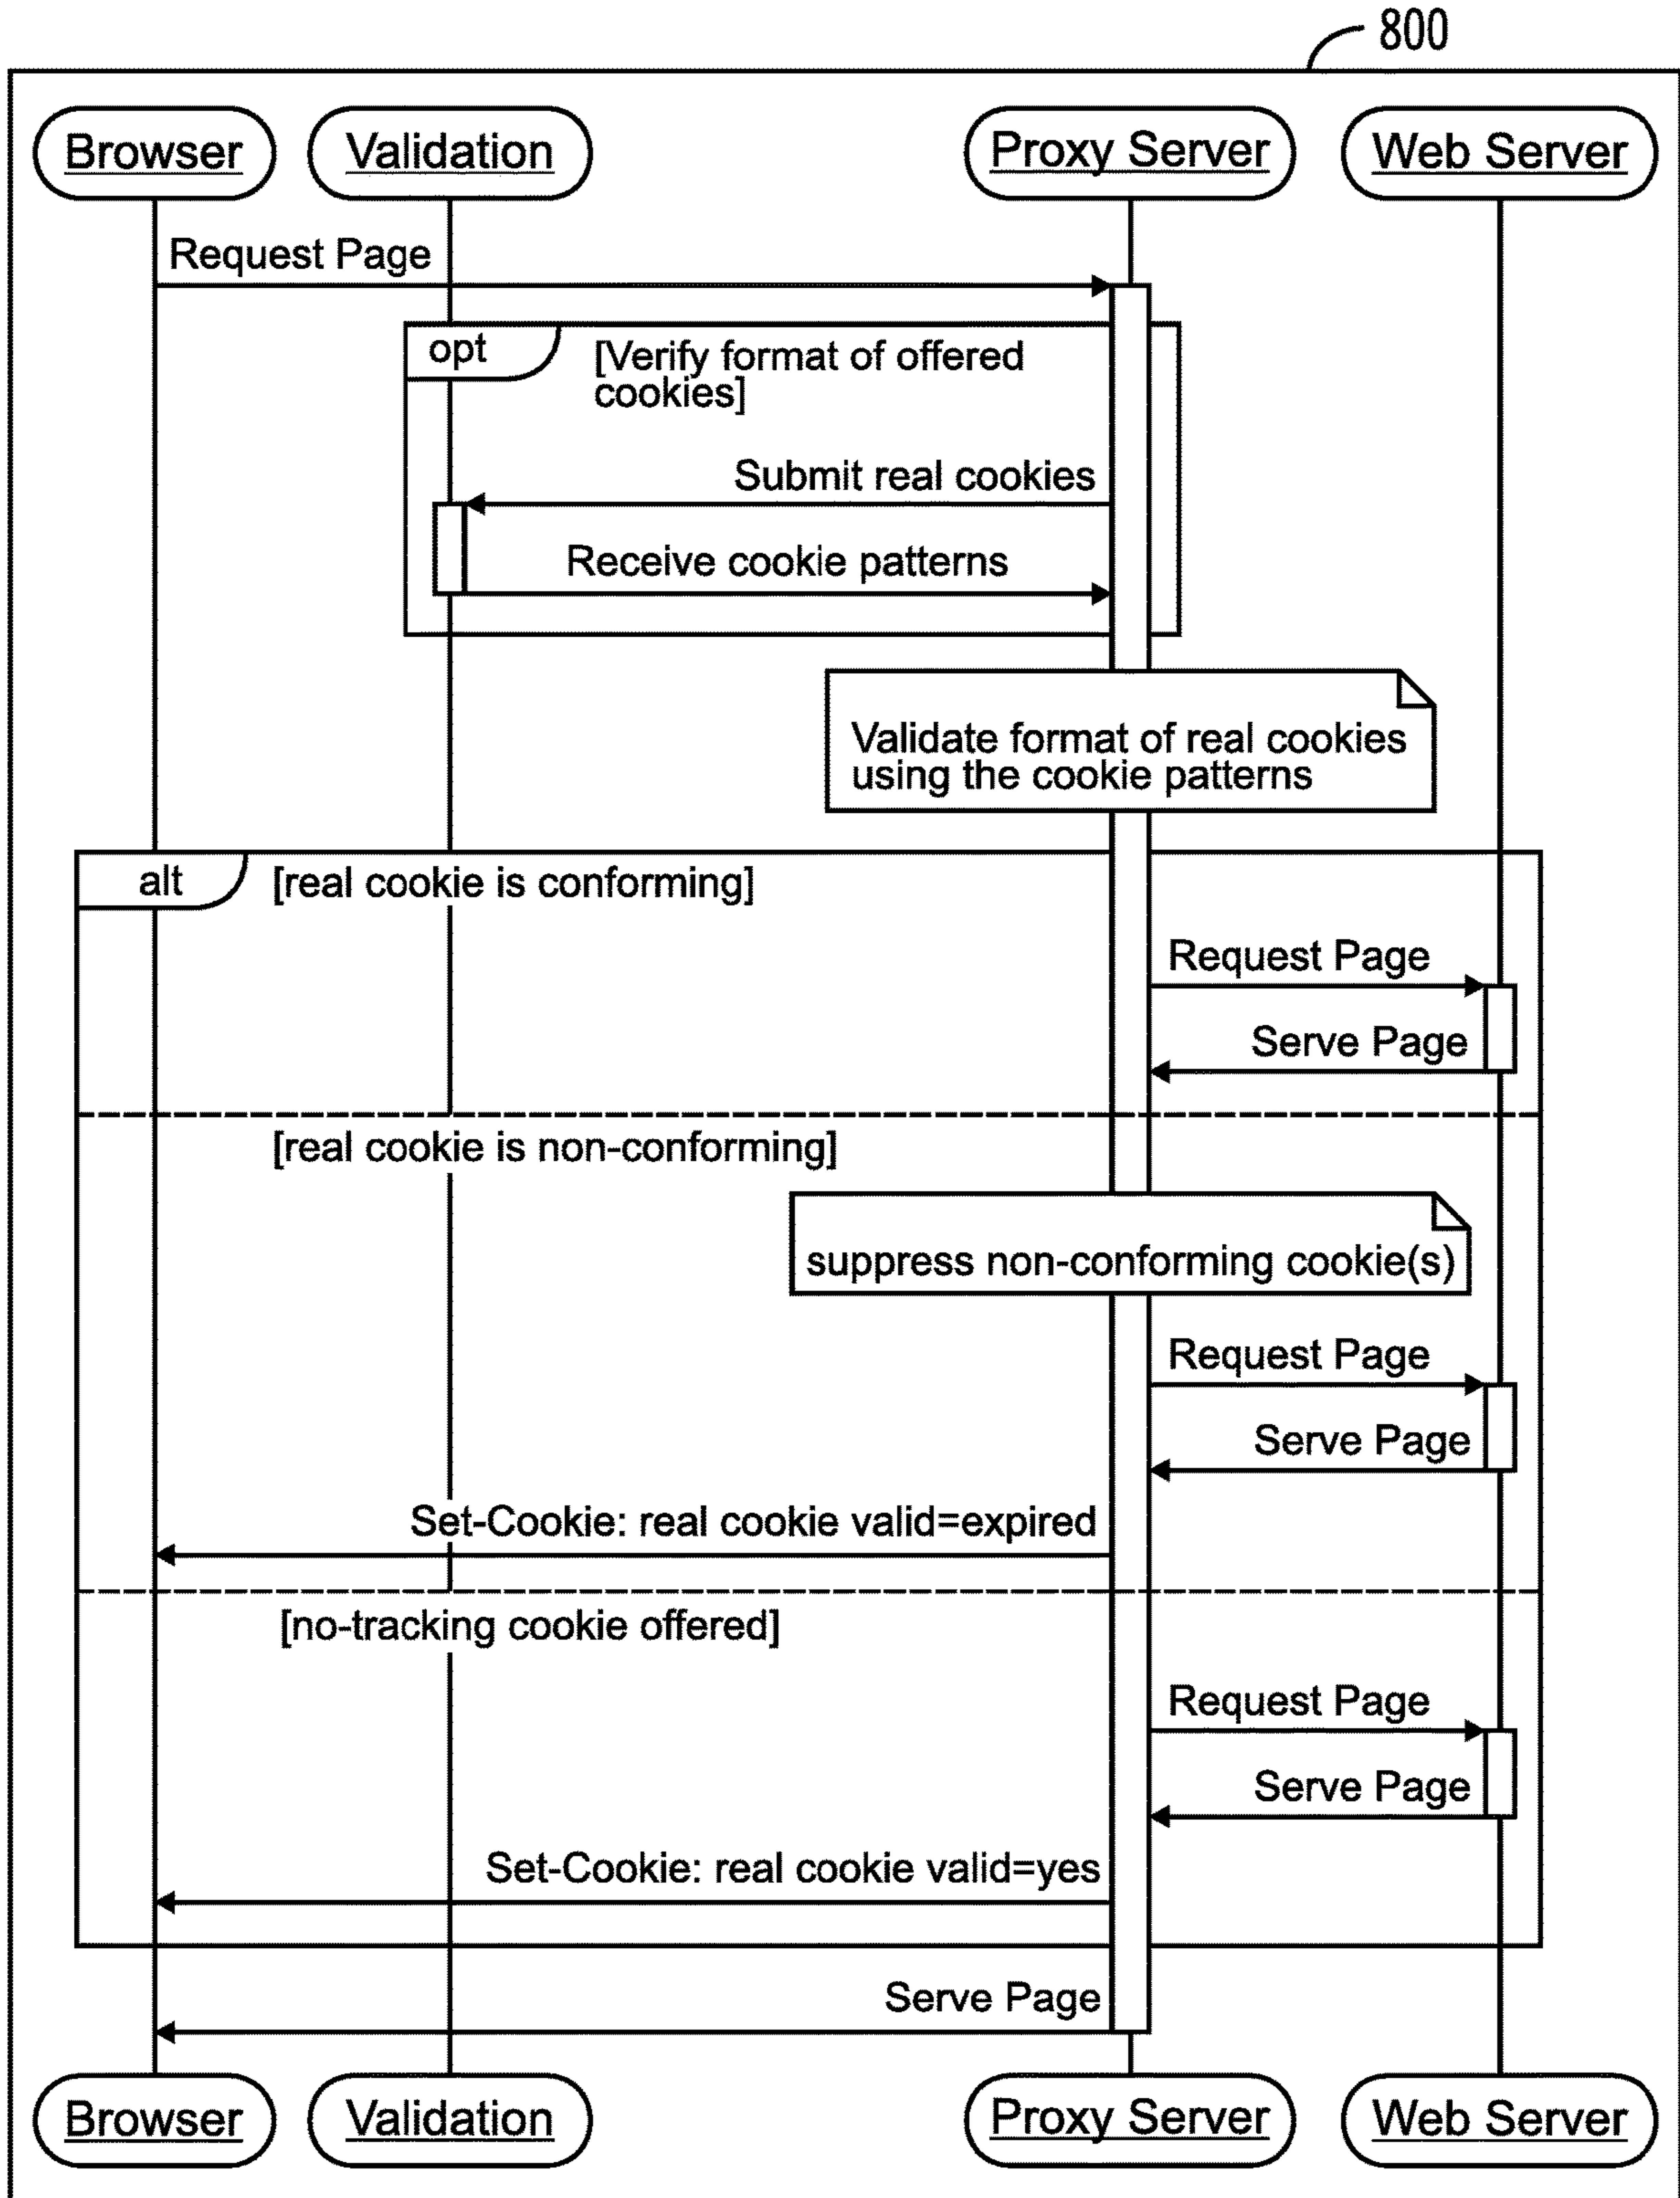 800
Browser
Validation
Proxy Server
Web Server
Request Page
opt
[Verify format of offered
cookies]
Submit real cookies
Receive cookie patterns
Validate format of real cookies
using the cookie patterns
alt
[real cookie is conforming]
Request Page
Serve Page
[real cookie is non-conforming]
suppress non-conforming cookie(s)
Request Page
Serve Page
Set-Cookie: real cookie valid=expired
[no-tracking cookie offered]
Request Page
Serve Page
Set-Cookie: real cookie valid=yes
Serve Page
Browser
Validation
Proxy Server
Web Server